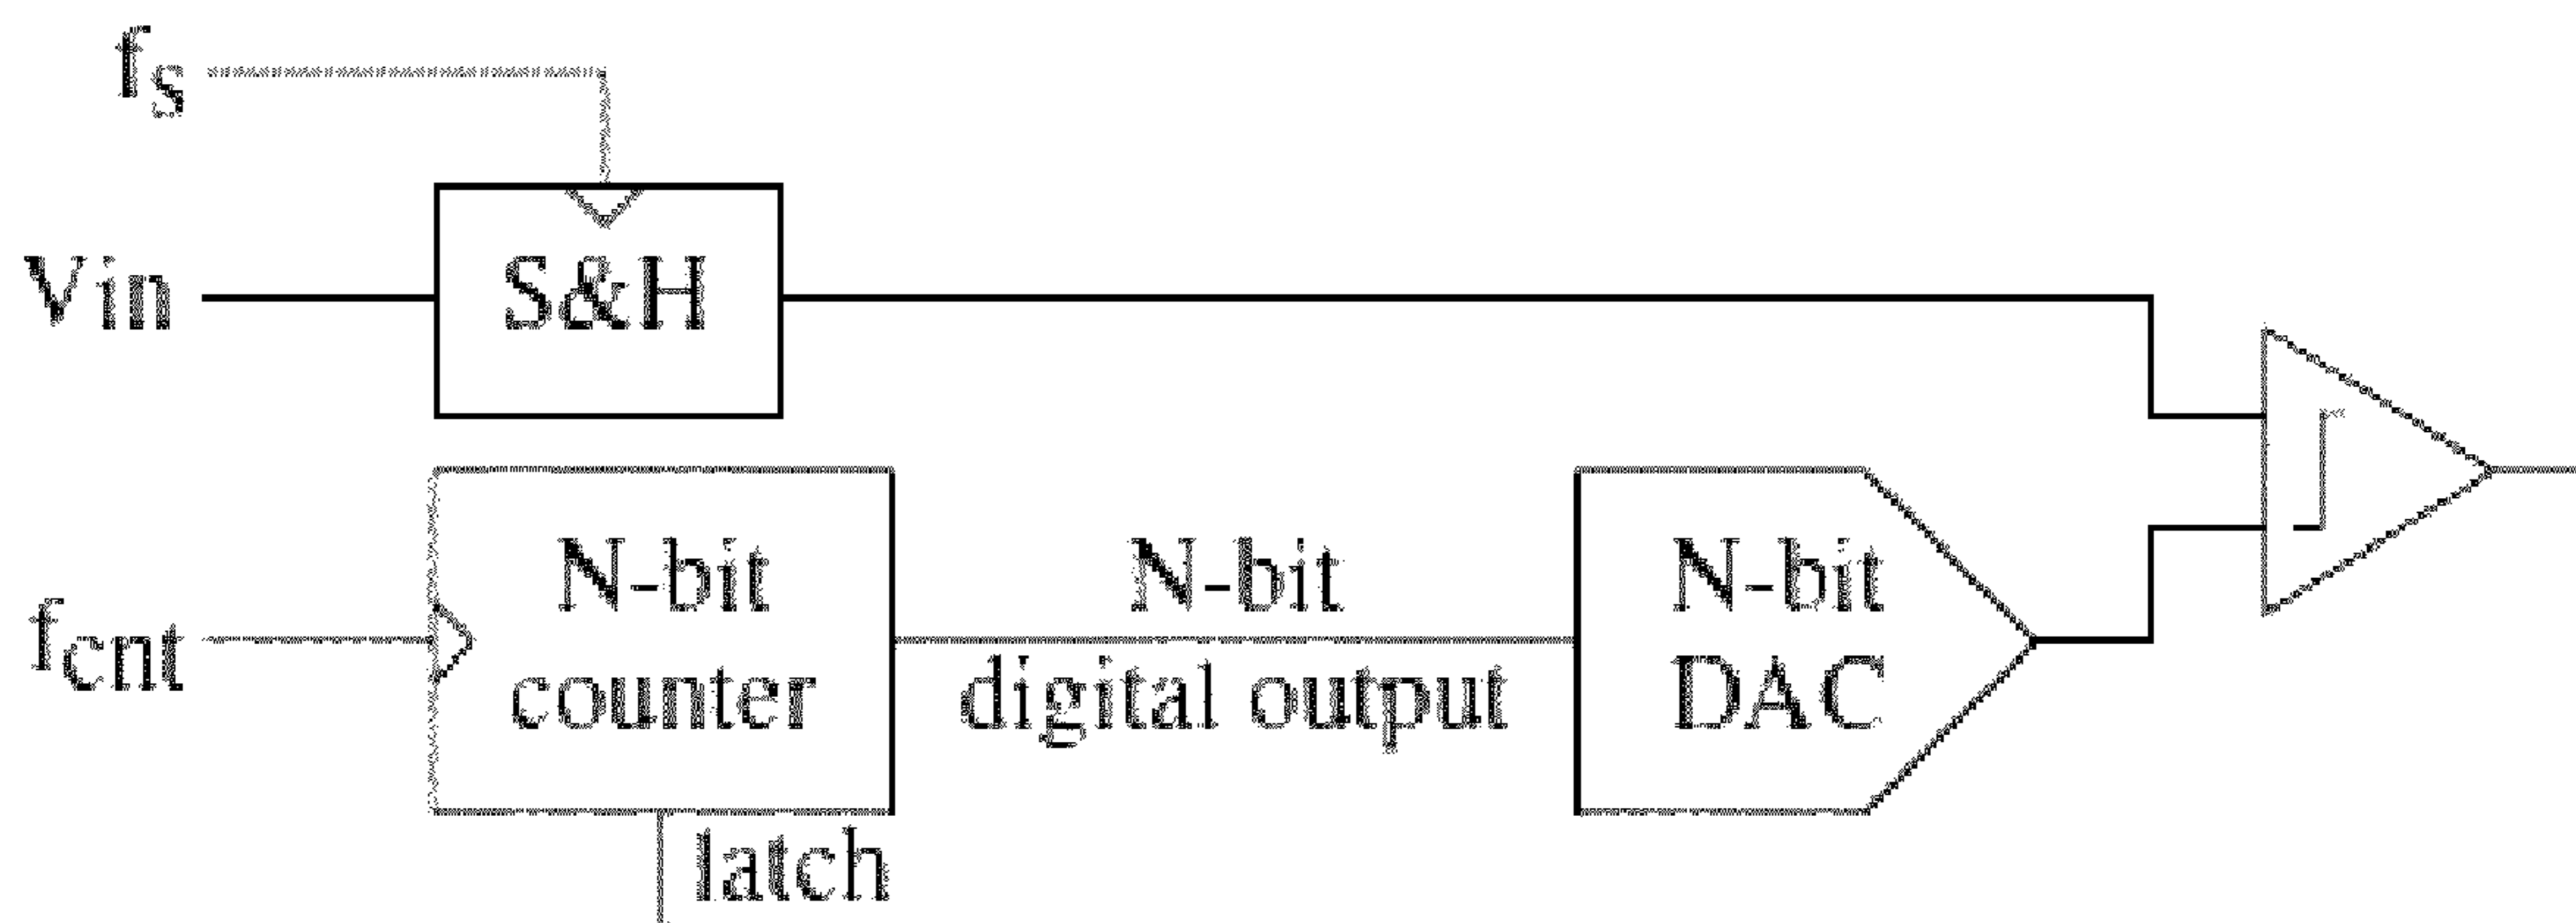 fs
Vin
S&H
N-bit
counter
fcnt
latch
N-bit
digital output
N-bit
DAC